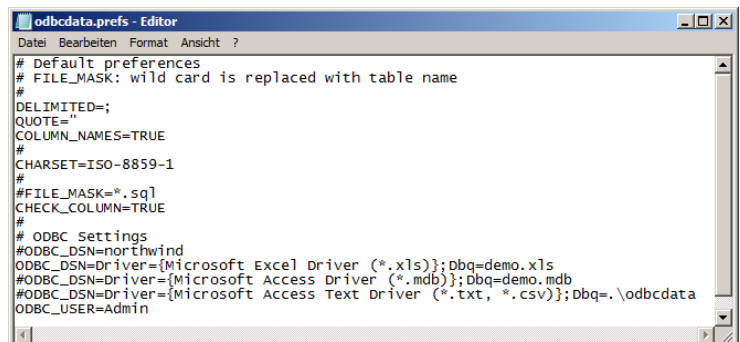 odbcdata.prefs - Editor
Datei Bearbeiten Format Ansicht ?
# Default preferences
# FILE_MASK: wild card is replaced with table name
#
DELIMITED=;
QUOTE="
COLUMN_NAMES=TRUE
#
CHARSET=ISO-8859-1
#
#FILE_MASK=*.sql
CHECK_COLUMN=TRUE
#
# ODBC Settings
#ODBC_DSN=northwind
ODBC_DSN=Driver={Microsoft Excel Driver (*.xls)};Dbq=demo.xls
#ODBC_DSN=Driver={Microsoft Access Driver (*.mdb)};Dbq=demo.mdb
#ODBC_DSN=Driver={Microsoft Access Text Driver (*.txt, *.csv)};Dbq=.\odbcdata
ODBC_USER=Admin